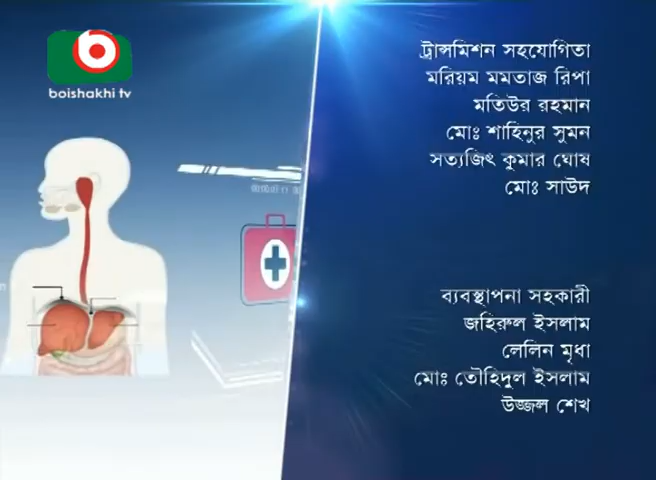 boishakhi tv
ট্রান্সমিশন সহযোগিতা
মরিয়ম মমতাজ রিপা
মতিউর রহমান
মোঃ শাহিনুর সুমন
সত্যজিৎ কুমার ঘোষ
মোঃ সাউদ
ব্যবস্থাপনা সহকারী
জহিরুল ইসলাম
লেলিন মৃধা
মোঃ তৌহিদুল ইসলাম
উজ্জল শেখ